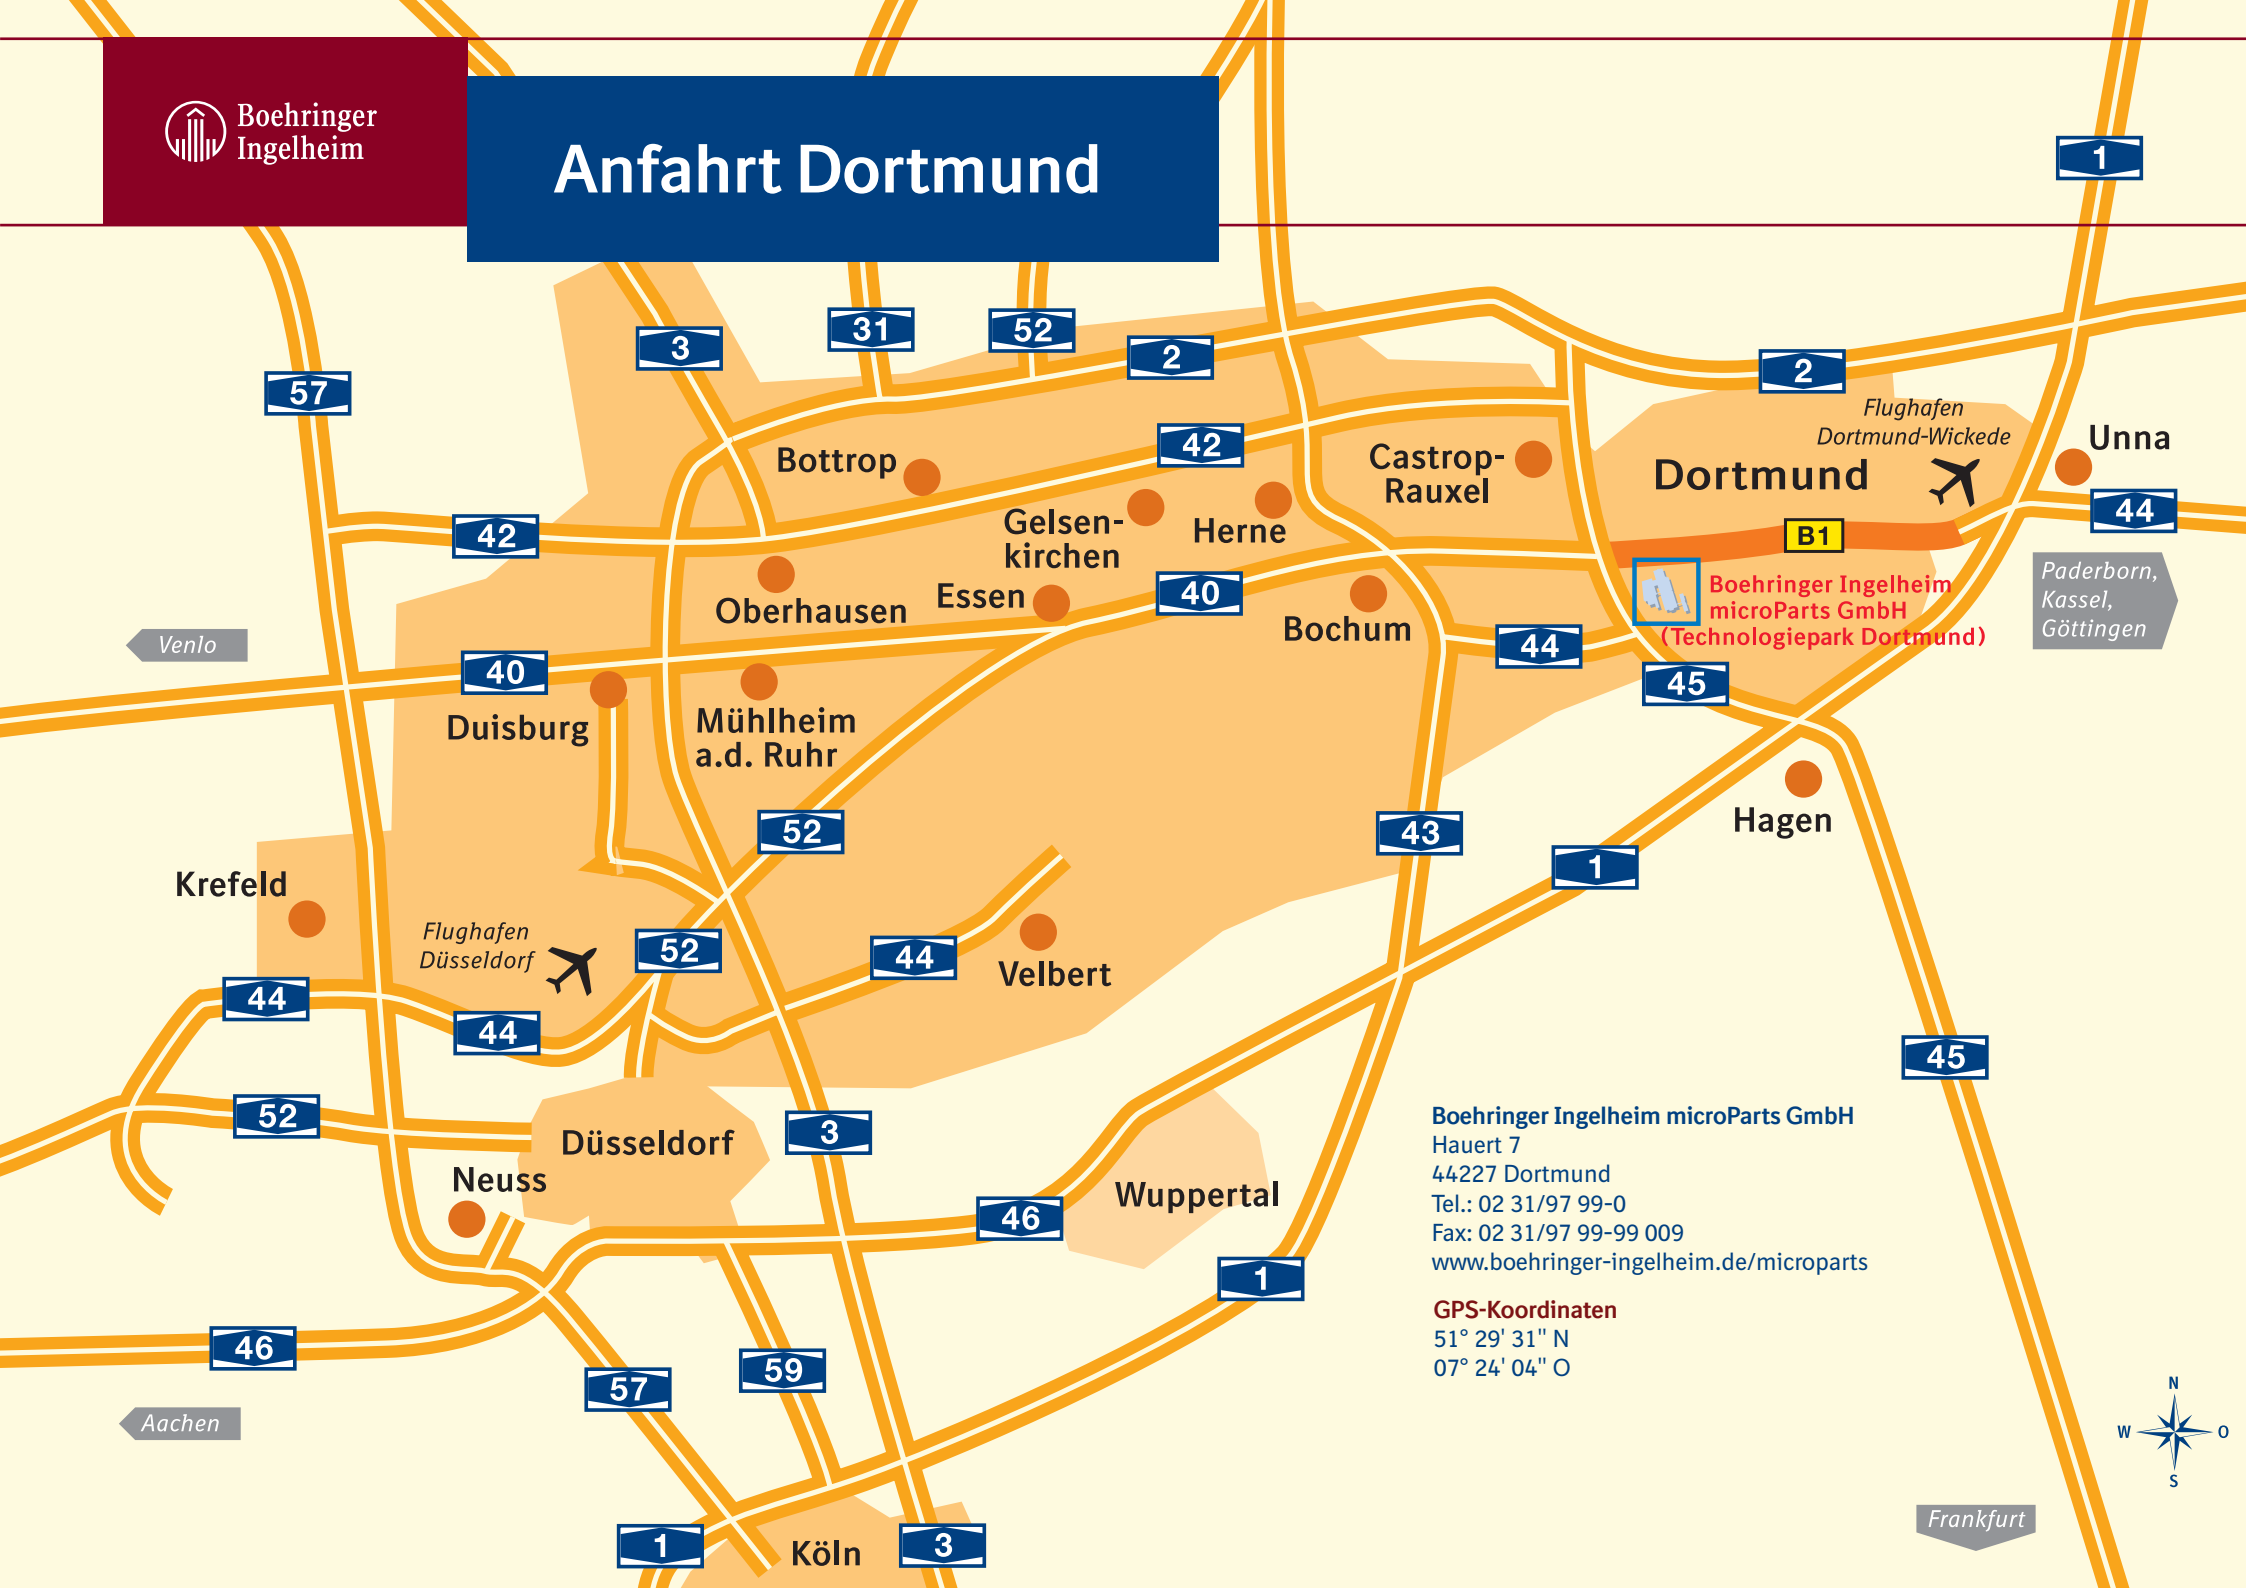 Boehringer
Ingelheim
Anfahrt Dortmund
1
57
3
31
52
2
2
Flughafen
Dortmund-Wickede
Unna
Dortmund
42
Castrop-
Rauxel
Bottrop
44
42
Gelsen-
kirchen
Herne
B1
Paderborn,
Kassel,
Göttingen
Boehringer Ingelheim
microParts GmbH
(Technologiepark Dortmund)
Oberhausen
Essen
40
Bochum
44
Venlo
40
45
Duisburg
Mühlheim
a.d. Ruhr
52
43
Hagen
1
Krefeld
Flughafen
Düsseldorf
52
44
Velbert
44
44
45
52
Düsseldorf
3
Neuss
Wuppertal
46
1
Boehringer Ingelheim microParts GmbH
Hauert 7
44227 Dortmund
Tel.: 02 31/97 99-0
Fax: 02 31/97 99-99 009
www.boehringer-ingelheim.de/microparts
GPS-Koordinaten
51° 29' 31" N
07° 24' 04" O
46
57
59
Aachen
N
W
O
S
Frankfurt
1
Köln
3